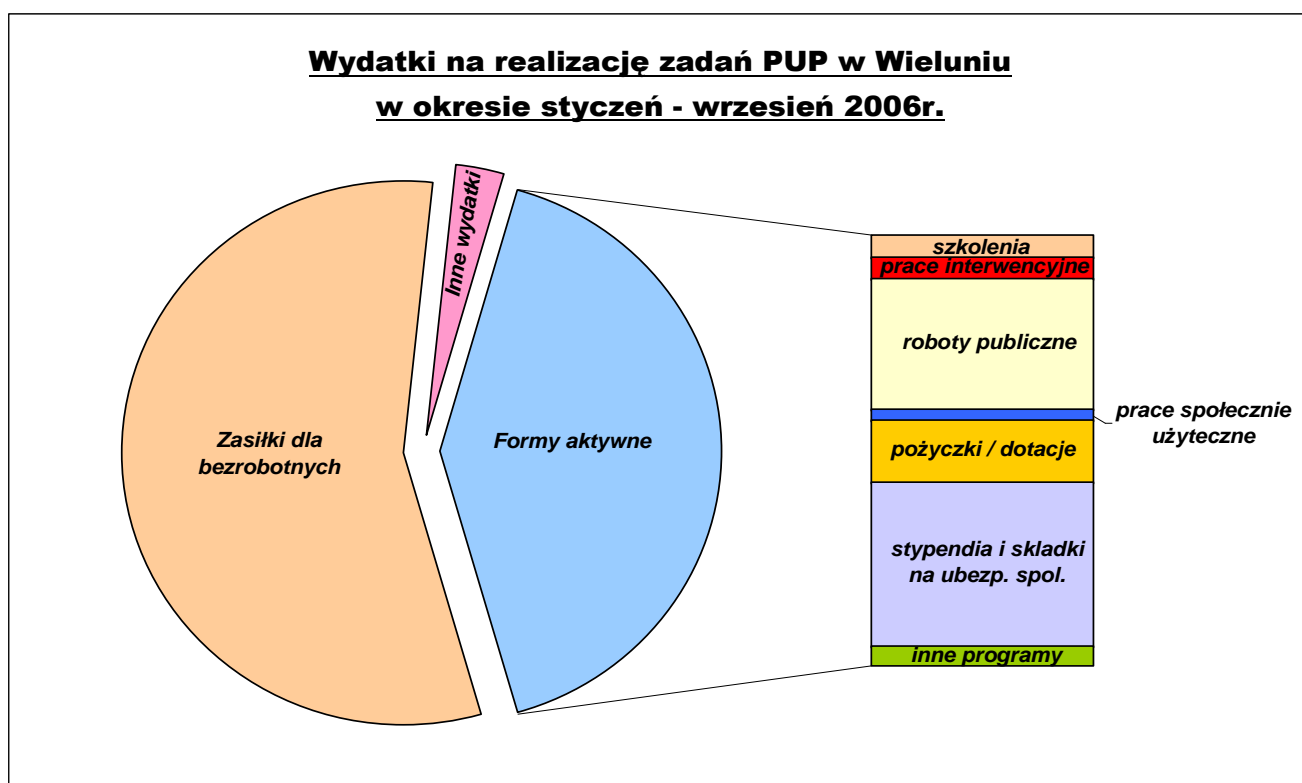 Wydatki na realizację zadań PUP w Wieluniu
w okresie styczeń - wrzesień 2006r.
Inne wydatki
Zasiłki dla
bezrobotnych
Formy aktywne
szkolenia
prace interwencyjne
roboty publiczne
prace społecznie
użyteczne
pożyczki / dotacje
stypendia i skladki
na ubezp. spol.
inne programy